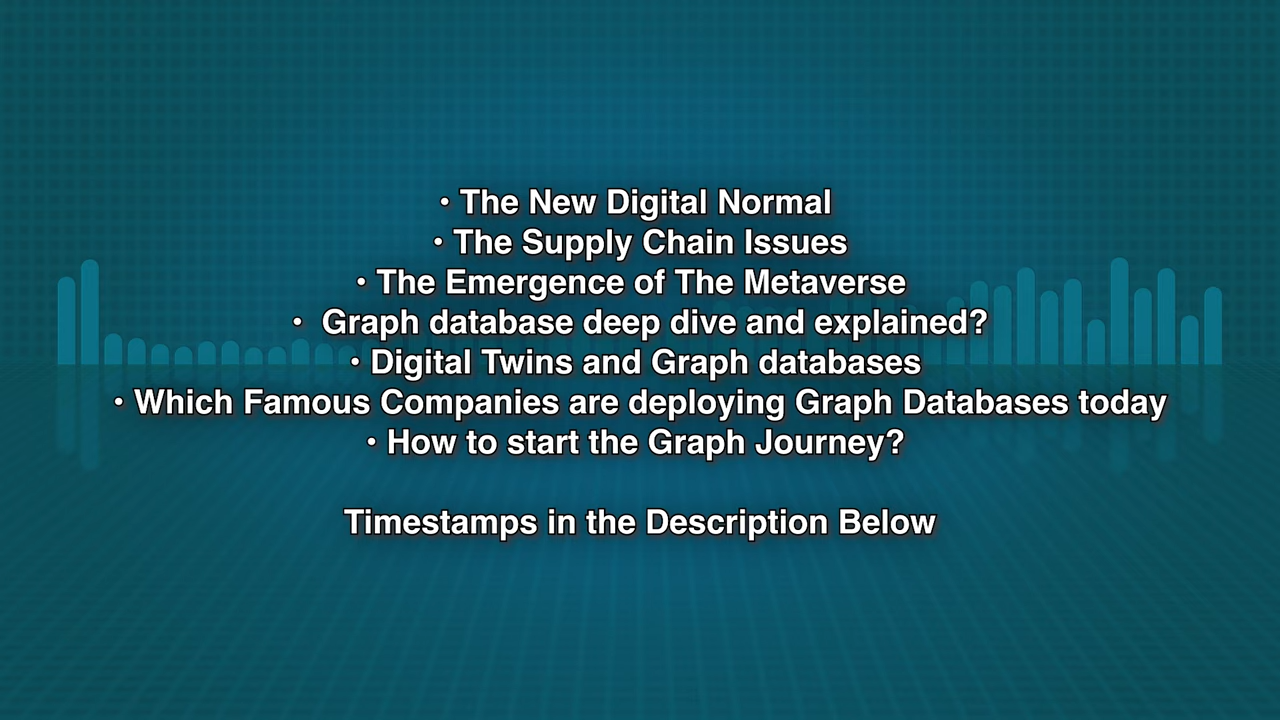 • The New Digital Normal
• The Supply Chain Issues
• The Emergence of The Metaverse
• Graph database deep dive and explained?
• Digital Twins and Graph databases
• Which Famous Companies are deploying Graph Databases today
• How to start the Graph Journey?
Timestamps in the Description Below